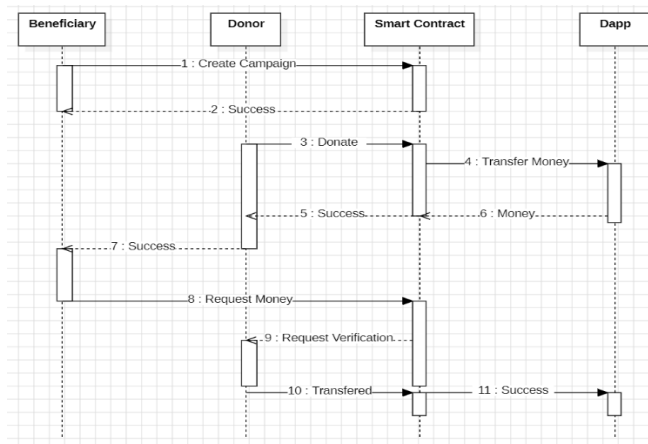 Beneficiary
Donor
Smart Contract
Dapp
1 : Create Campaign
2 : Success
3 : Donate
4 : Transfer Money
5 : Success
6 : Money
7 : Success
8 : Request Money
9 : Request Verification
10 : Transfered
11 : Success